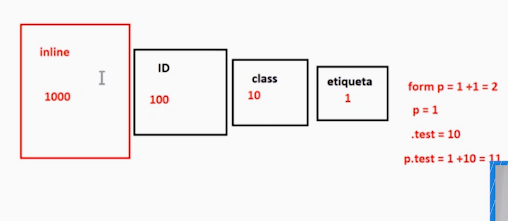 inline
1000
ID
100
class
10
etiqueta
1
form p = 1 +1 = 2
p = 1
.test = 10
p.test = 1 +10 = 11